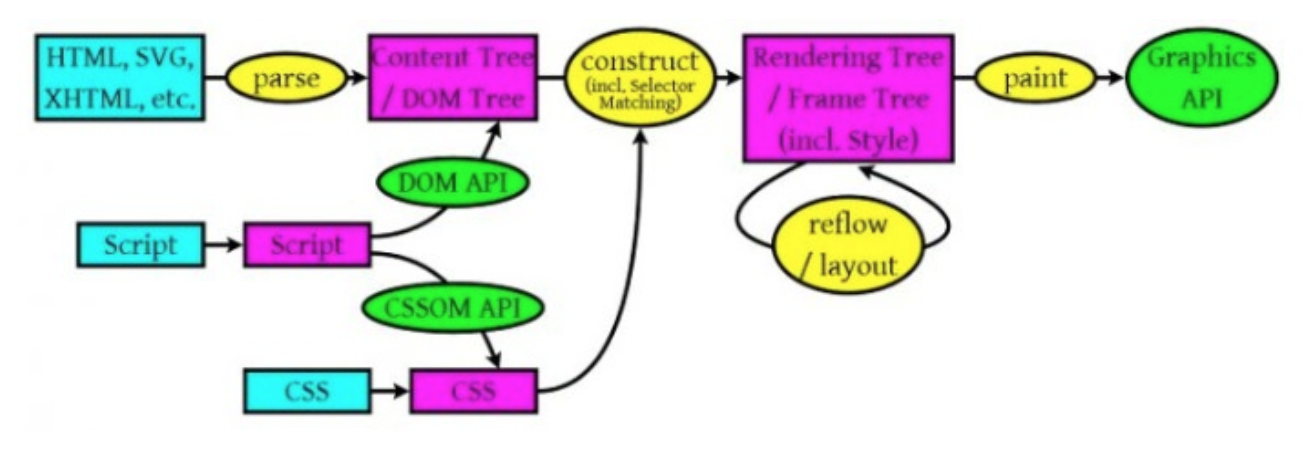 HTML, SVG,
XHTML, etc.
parse
Content Tree
/ DOM Tree
construct
(incl. Selector
Matching)
Rendering Tree
/ Frame Tree
(incl. Style)
paint
Graphics
API
DOM API
Script
Script
reflow
/ layout
CSSOM API
CSS
CSS